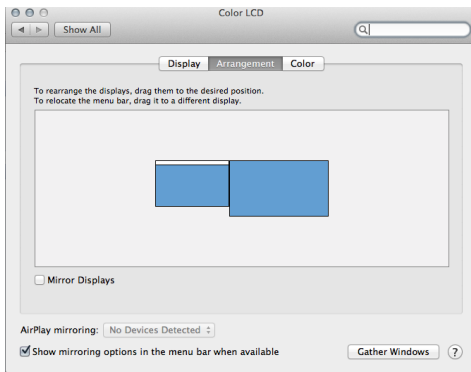 Color LCD
Show All
Display Arrangement Color
To rearrange the displays, drag them to the desired position.
To relocate the menu bar, drag it to a different display.
Mirror Displays
AirPlay mirroring: No Devices Detected
Show mirroring options in the menu bar when available
Gather Windows ?